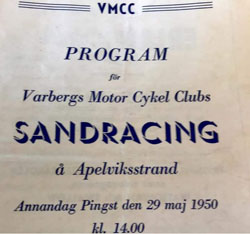 VMCC
PROGRAM
för
Varbergs Motor Cykel Clubs
SANDRACING
å Apelviksstrand
Annandag Pingst den 29 maj 1950
kl. 14.00